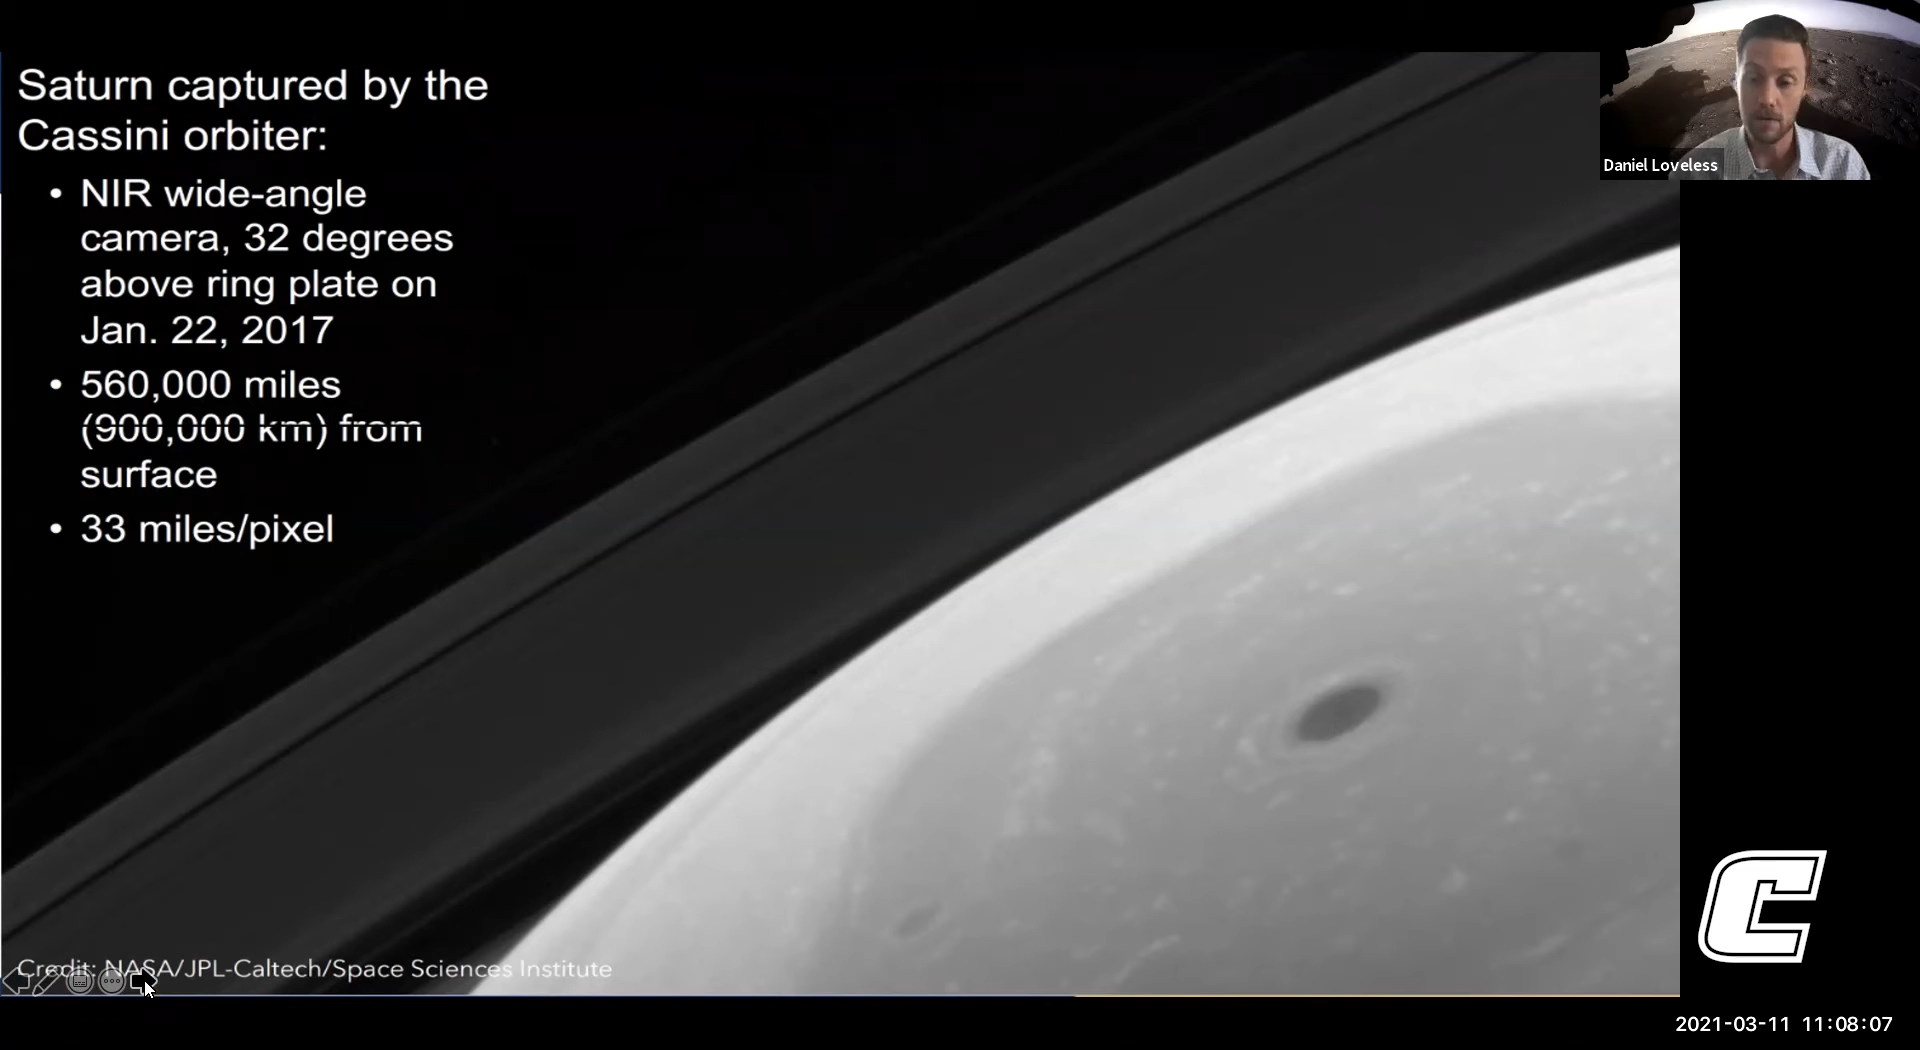 Saturn captured by the
Cassini orbiter:
• NIR wide-angle
camera, 32 degrees
above ring plate on
Jan. 22, 2017
• 560,000 miles
(900,000 km) from
surface
• 33 miles/pixel
Credit: NASA/JPL-Caltech/Space Sciences Institute
Daniel Loveless
C
2021-03-11 11:08:07